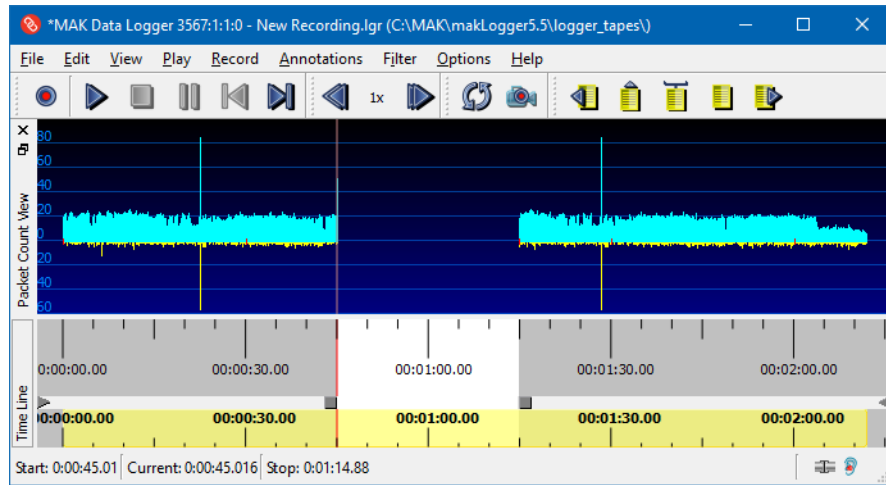 *MAK Data Logger 3567:1:1:0 - New Recording.lgr (C:\MAK\makLogger5.5\logger_tapes\)
File Edit View Play Record Annotations Filter Options Help
1x
Packet Count View
80
60
40
20
0
20
40
60
Time Line
0:00:00.00 00:00:30.00 00:01:00.00 00:01:30.00 00:02:00.00
0:00:00.00 00:00:30.00 00:01:00.00 00:01:30.00 00:02:00.00
Start: 0:00:45.01 Current: 0:00:45.016 Stop: 0:01:14.88